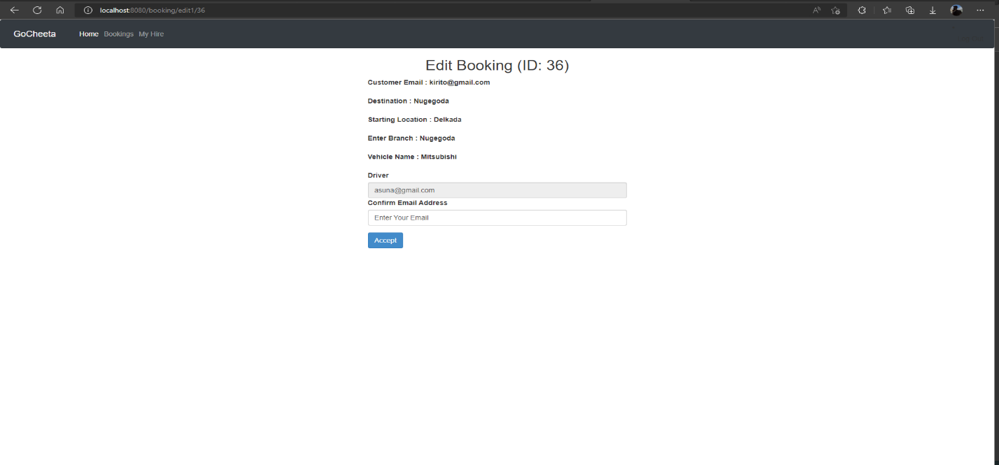 localhost:8080/booking/edit1/36
GoCheeta Home Bookings My Hire
Edit Booking (ID: 36)
Customer Email : kirito@gmail.com
Destination : Nugegoda
Starting Location : Delkada
Enter Branch : Nugegoda
Vehicle Name : Mitsubishi
Driver
asuna@gmail.com
Confirm Email Address
Enter Your Email
Accept